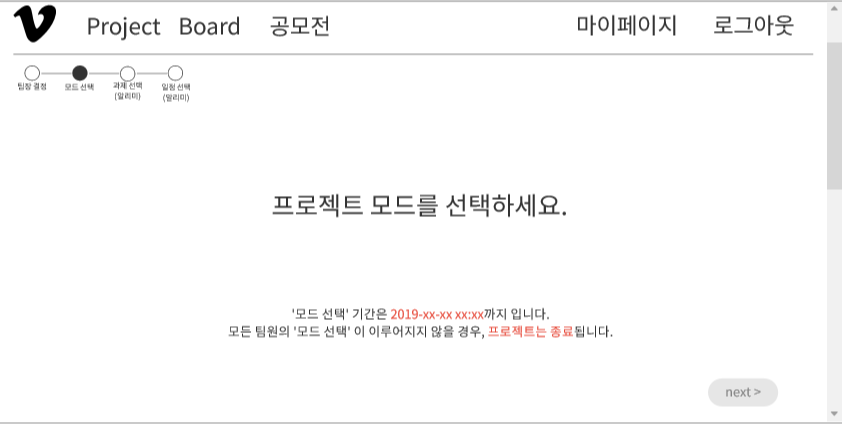 Project Board 공모전 마이페이지 로그아웃
팀장 결정 모드 선택 과제 선택 일정 선택
(알리미) (알리미)
프로젝트 모드를 선택하세요.
'모드 선택' 기간은 2019-xx-xx xx:xx까지 입니다.
모든 팀원의 '모드 선택' 이 이루어지지 않을 경우, 프로젝트는 종료됩니다.
next >